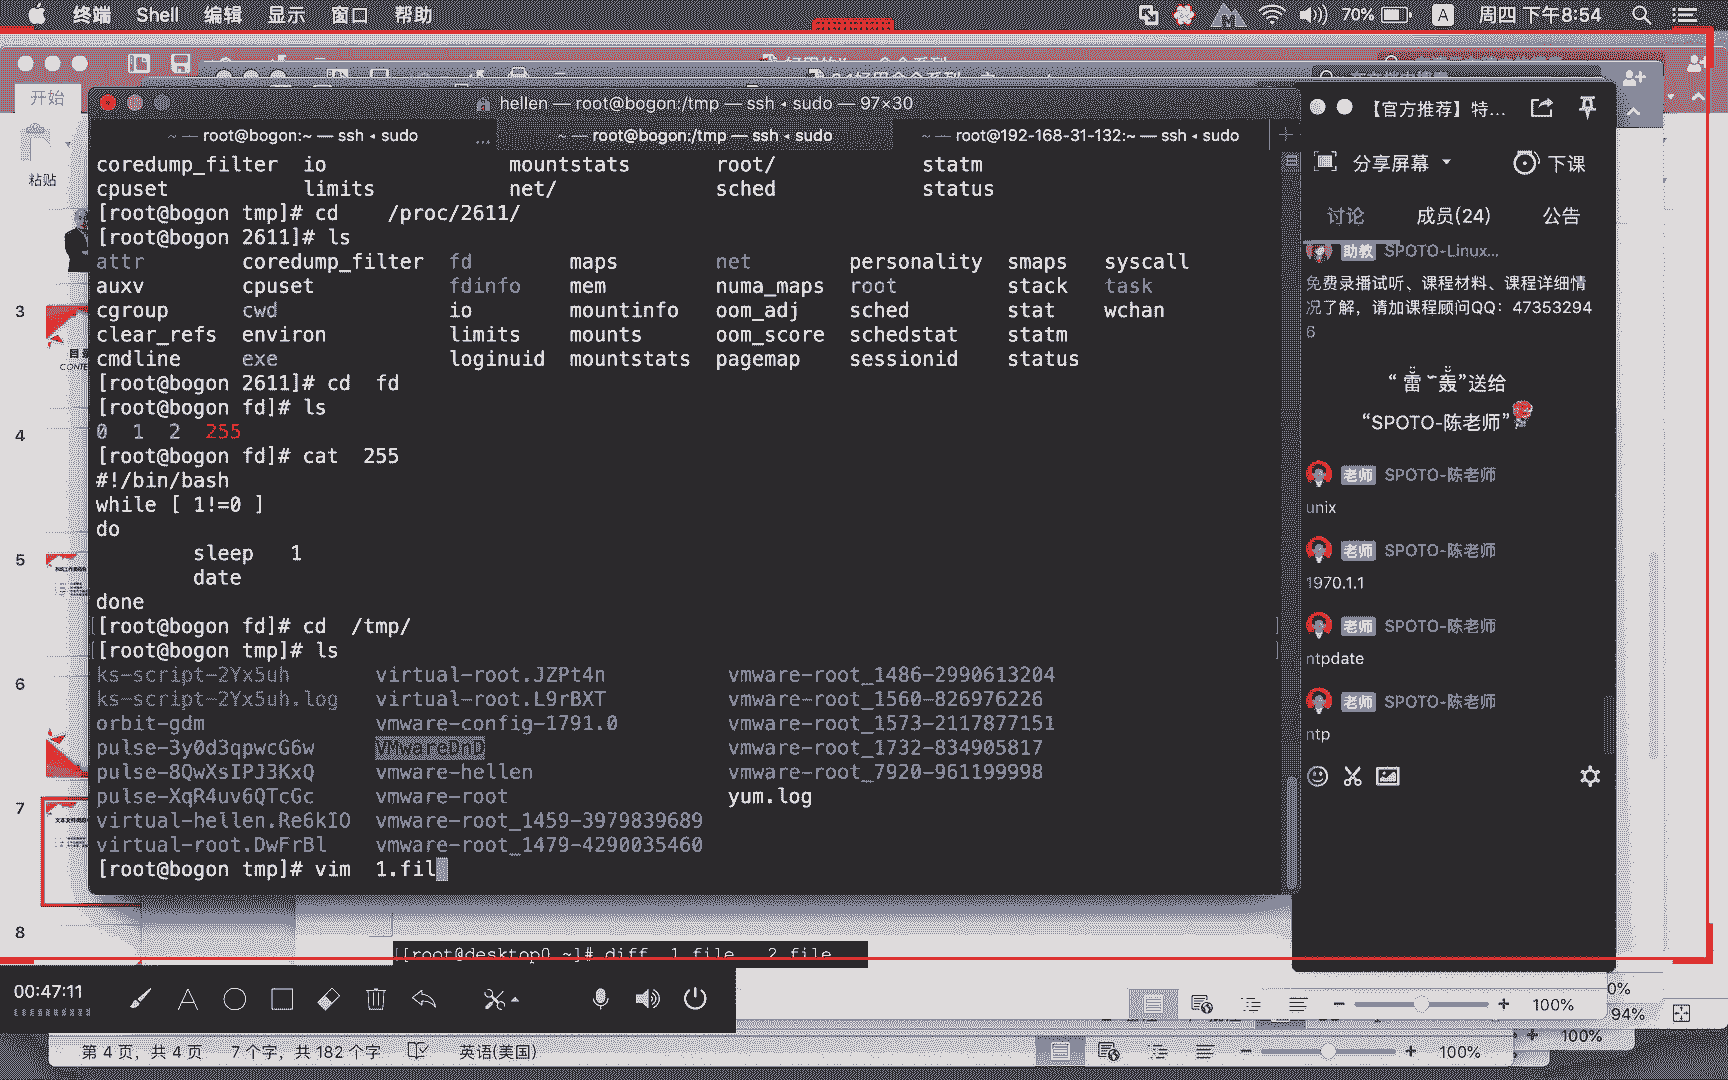 终端 Shell 编辑 显示 窗口 帮助 70% A 周四 下午8:54
开始
粘贴
hellen — root@bogon:/tmp — ssh ◂ sudo — 97×30
~ — root@bogon:~ — ssh ◂ sudo ... ~ — root@bogon:/tmp — ssh ◂ sudo ~ — root@192-168-31-132:~ — ssh ◂ sudo +
coredump_filter io mountstats root/ statm
cpuset limits net/ sched status
[root@bogon tmp]# cd /proc/2611/
[root@bogon 2611]# ls
attr coredump_filter fd maps net personality smaps syscall
auxv cpuset fdinfo mem numa_maps root stack task
cgroup cwd io mountinfo oom_adj sched stat wchan
clear_refs environ limits mounts oom_score schedstat statm
cmdline exe loginuid mountstats pagemap sessionid status
[root@bogon 2611]# cd fd
[root@bogon fd]# ls
0 1 2 255
[root@bogon fd]# cat 255
#!/bin/bash
while [ 1!=0 ]
do
sleep 1
date
done
[root@bogon fd]# cd /tmp/
[root@bogon tmp]# ls
ks-script-2Yx5uh virtual-root.JZPt4n vmware-root_1486-2990613204
ks-script-2Yx5uh.log virtual-root.L9rBXT vmware-root_1560-826976226
orbit-gdm vmware-config-1791.0 vmware-root_1573-2117877151
pulse-3y0d3qpwcG6w VMwareDnD vmware-root_1732-834905817
pulse-8QwXsIPJ3KxQ vmware-hellen vmware-root_7920-961199998
pulse-XqR4uv6QTcGc vmware-root yum.log
virtual-hellen.Re6kIO vmware-root_1459-3979839689
virtual-root.DwFrBl vmware-root_1479-4290035460
[root@bogon tmp]# vim 1.fil
【官方推荐】特...
分享屏幕 下课
讨论 成员(24) 公告
助教 SPOTO-Linux...
免费录播试听、课程材料、课程详细情
况了解，请加课程顾问QQ：47353294
6
送给
“SPOTO-陈老师”
老师 SPOTO-陈老师
unix
老师 SPOTO-陈老师
1970.1.1
老师 SPOTO-陈老师
ntpdate
老师 SPOTO-陈老师
ntp
3
4
5
6
7
8
[root@desktop0 ~]# diff 1.file 2.file
00:47:11
100%
94%
第 4 页，共 4 页 7 个字，共 182 个字 英语(美国) 100%
100%